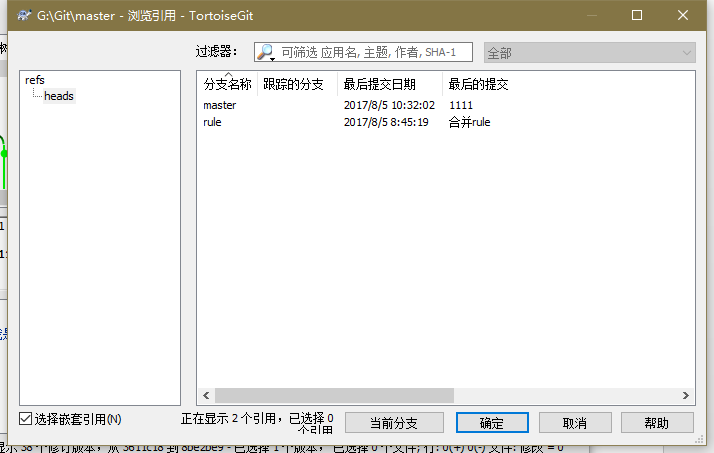 G:\Git\master - 浏览引用 - TortoiseGit
过滤器：
可筛选 应用名, 主题, 作者, SHA-1
全部
refs
heads
分支名称 跟踪的分支 最后提交日期 最后的提交
master 2017/8/5 10:32:02 1111
rule 2017/8/5 8:45:19 合并rule
选择嵌套引用(N)
正在显示 2 个引用，已选择 0
个引用
当前分支
确定
取消
帮助